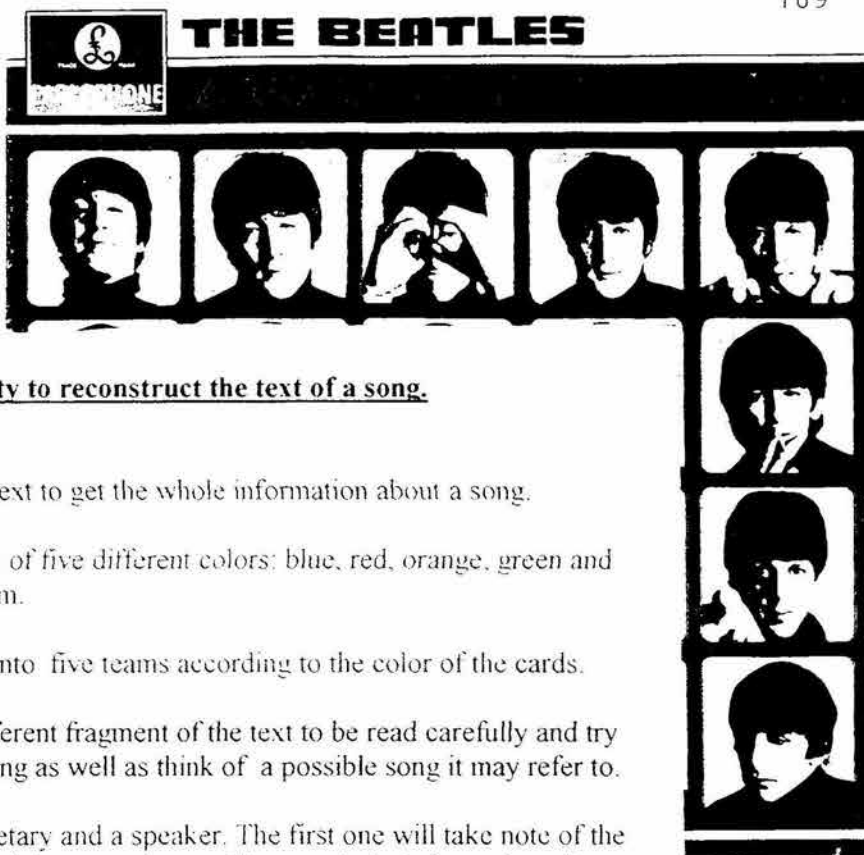 169
THE BEATLES
£
TRADE MARK
PARLOPHONE
ty to reconstruct the text of a song.
ext to get the whole information about a song.
of five different colors: blue, red, orange, green and
m.
nto five teams according to the color of the cards.
ferent fragment of the text to be read carefully and try
ng as well as think of a possible song it may refer to.
etary and a speaker. The first one will take note of the